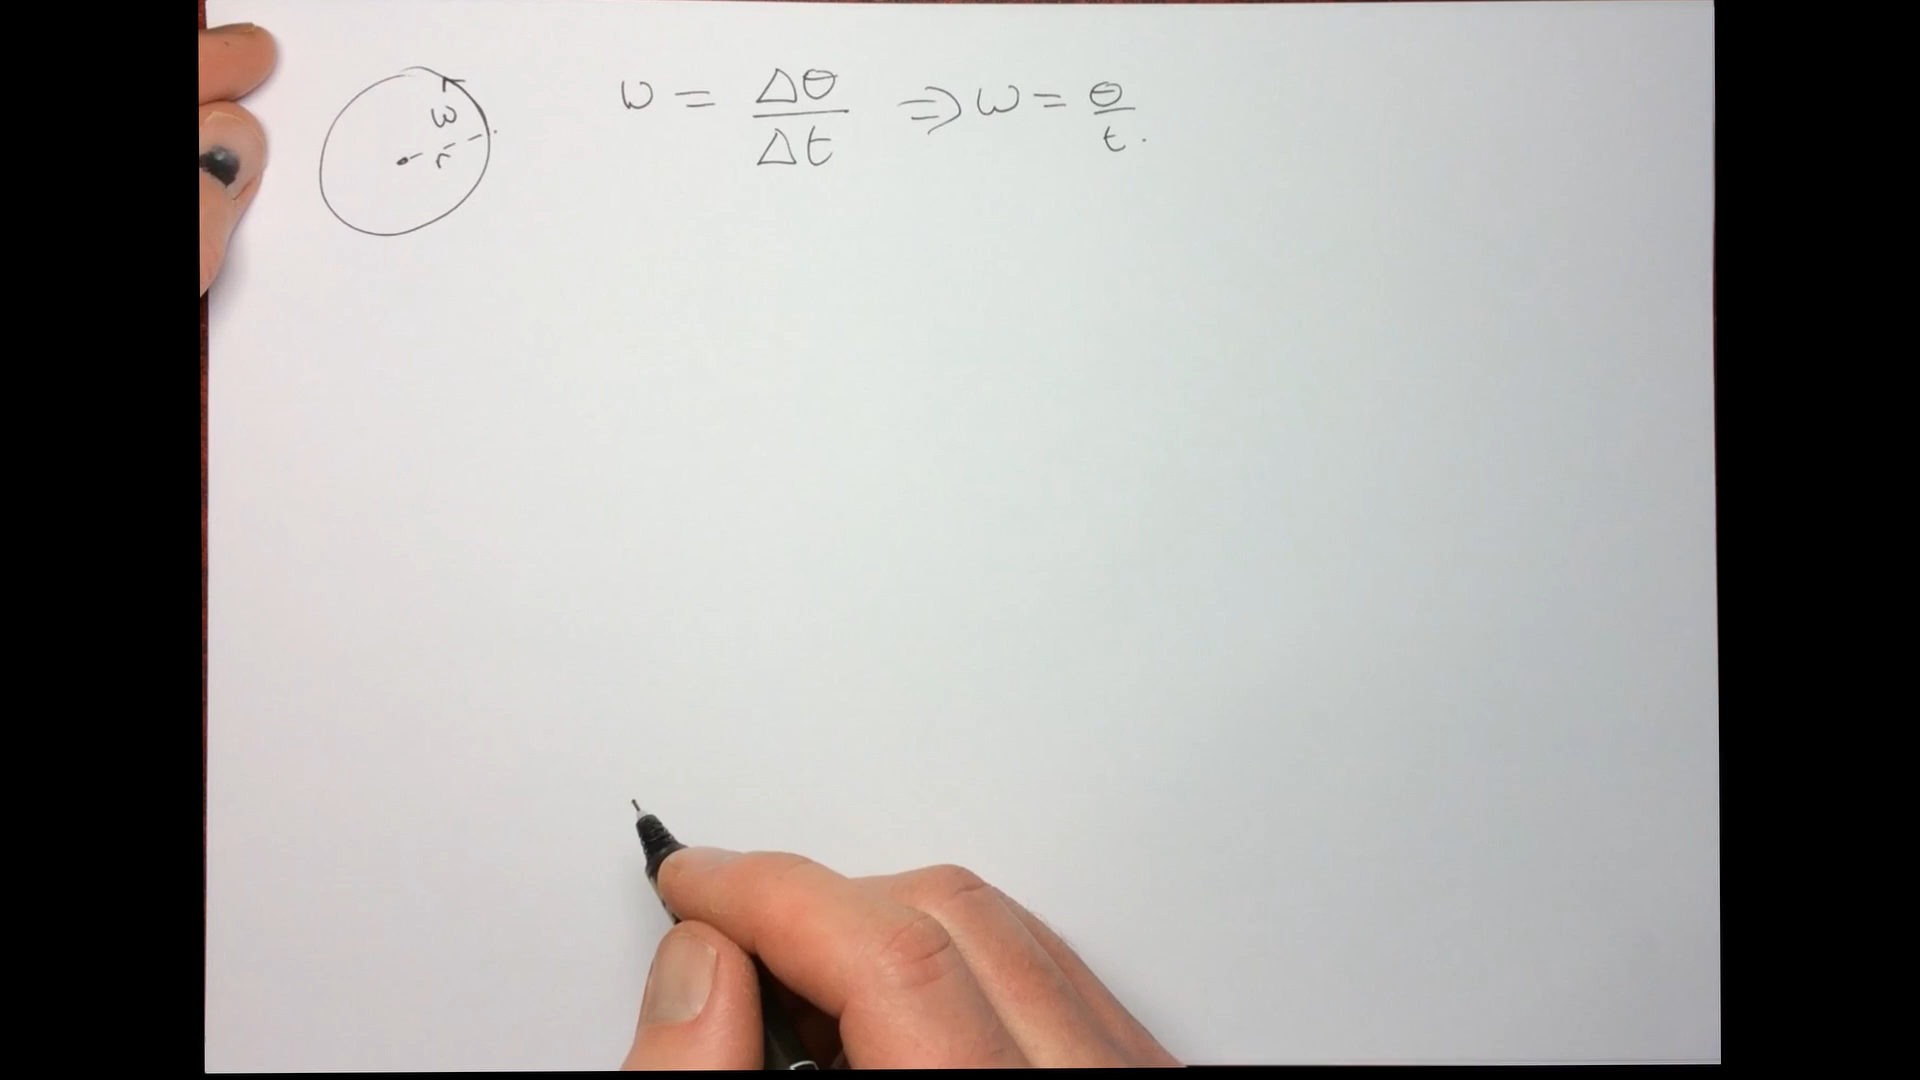 ω = Δθ/Δt ⇒ ω = θ/t.
ω
r